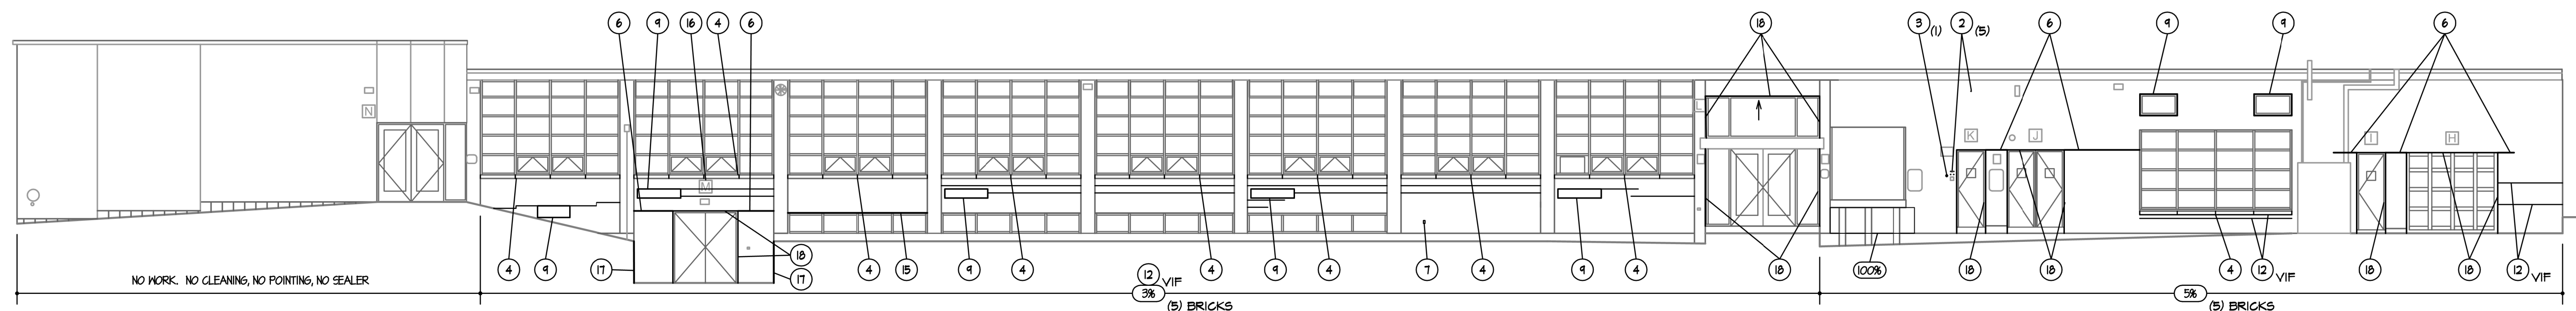 6 9 16 4 6 18 3 (1) 2 (5) 6 9 9 6
N L K J I H
M
4 9 17 18 4 15 9 4 4 9 4 7 4 9 4 18 100% 18 18 4 12 VIF 18 18 12 VIF
17 12 VIF
NO WORK. NO CLEANING, NO POINTING, NO SEALER
3% 5%
(5) BRICKS (5) BRICKS